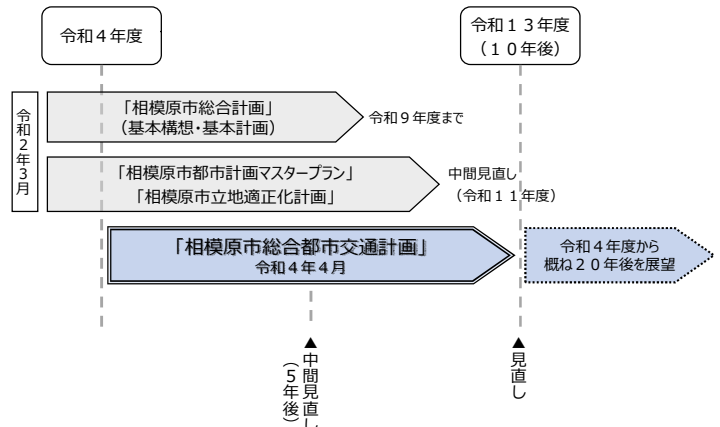 令和４年度
令和１３年度
（１０年後）
令和２年３月
「相模原市総合計画」
（基本構想・基本計画）
令和９年度まで
「相模原市都市計画マスタープラン」
「相模原市立地適正化計画」
中間見直し
（令和１１年度）
「相模原市総合都市交通計画」
令和４年４月
令和４年度から
概ね２０年後を展望
▲中間見直し
（５年後）
▲見直し